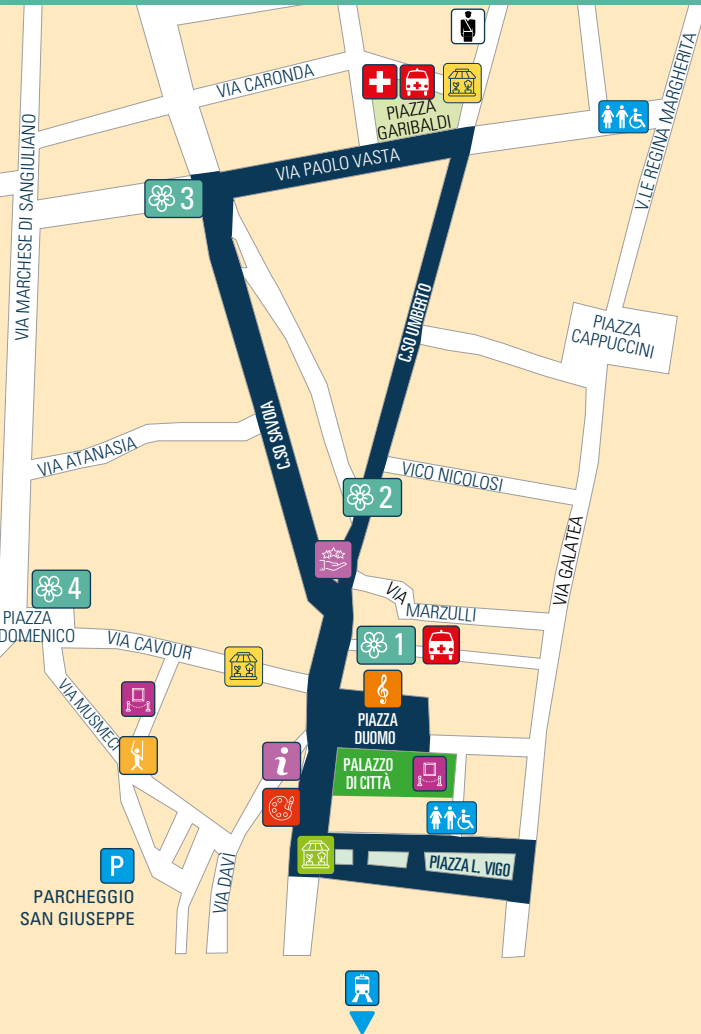 VIA CARONDA
PIAZZA
GARIBALDI
VIA PAOLO VASTA
V.LE REGINA MARGHERITA
VIA MARCHESE DI SANGIULIANO
3
C.SO UMBERTO
PIAZZA
CAPPUCCINI
C.SO SAVOIA
VIA ATANASIA
VICO NICOLOSI
2
VIA GALATEA
4
VIA
MARZULLI
PIAZZA
DOMENICO
VIA CAVOUR
1
VIA MUSMECI
PIAZZA
DUOMO
i
PALAZZO
DI CITTÀ
P
PIAZZA L. VIGO
VIA DAVÌ
PARCHEGGIO
SAN GIUSEPPE